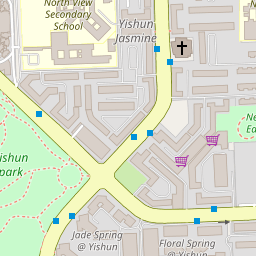 North View
Secondary
School
Yishun
Jasmine
Ne
Ea
ishun
park
Jade Spring
@ Yishun
Floral Spring
@ Yishun